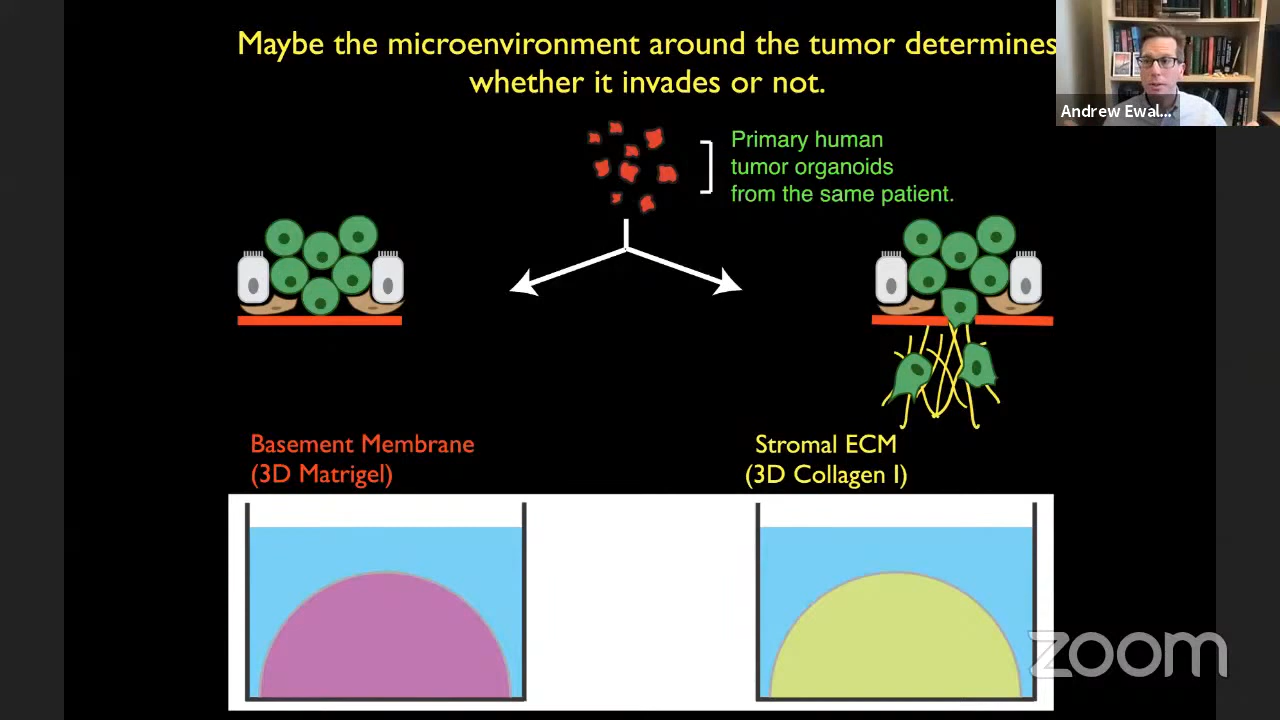 Maybe the microenvironment around the tumor determines
whether it invades or not.
Andrew Ewal...
Primary human
tumor organoids
from the same patient.
Basement Membrane
(3D Matrigel)
Stromal ECM
(3D Collagen I)
zoom